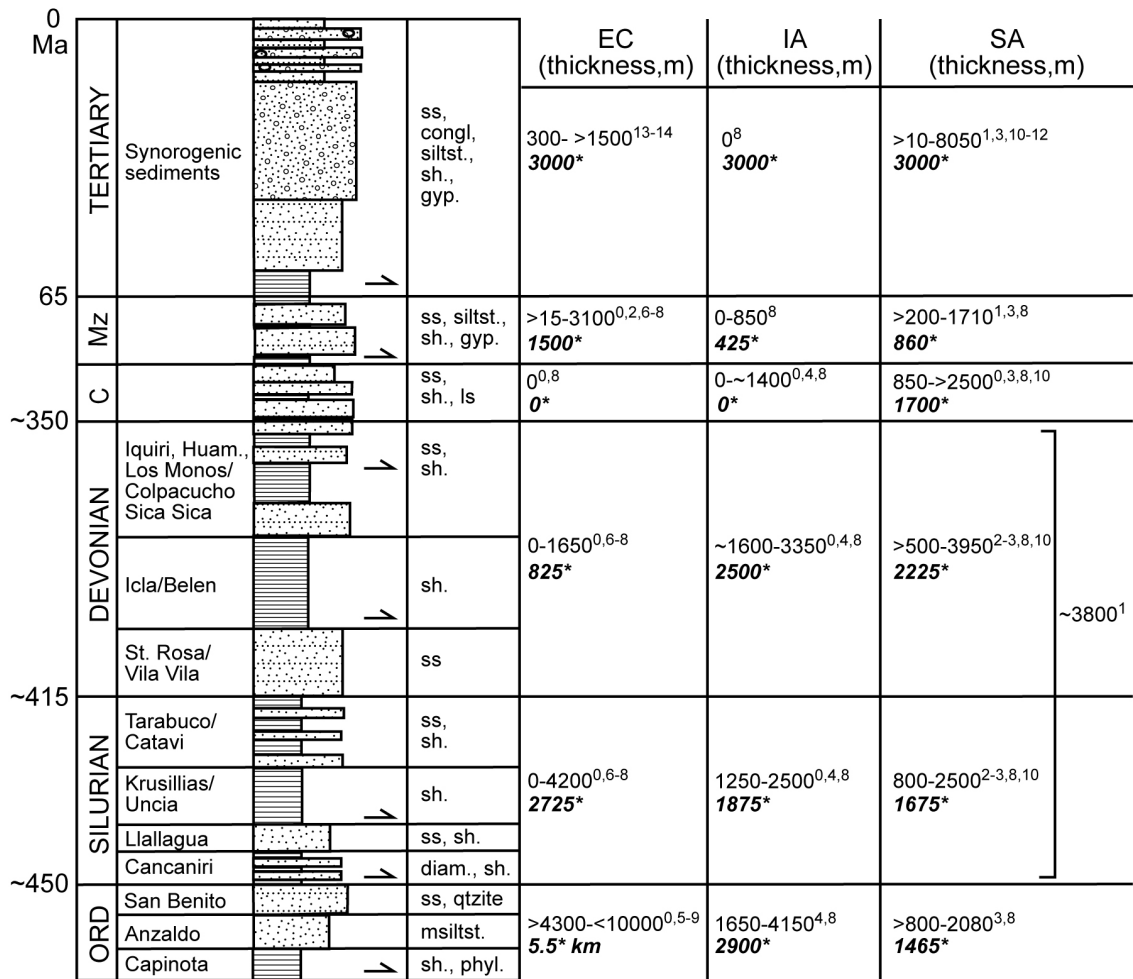 0
Ma
EC
(thickness,m)
IA
(thickness,m)
SA
(thickness,m)
TERTIARY
Synorogenic
sediments
ss,
congl,
siltst.,
sh.,
gyp.
300- >1500¹³⁻¹⁴
3000*
0⁸
3000*
>10-8050¹,³,¹⁰⁻¹²
3000*
65
Mz
ss, siltst.,
sh., gyp.
>15-3100⁰,²,⁶⁻⁸
1500*
0-850⁸
425*
>200-1710¹,³,⁸
860*
C
ss,
sh., ls
0⁰,⁸
0*
0-~1400⁰,⁴,⁸
0*
850->2500⁰,³,⁸,¹⁰
1700*
~350
DEVONIAN
Iquiri, Huam.,
Los Monos/
Colpacucho
Sica Sica
ss,
sh.
Icla/Belen
sh.
St. Rosa/
Vila Vila
ss
0-1650⁰,⁶⁻⁸
825*
~1600-3350⁰,⁴,⁸
2500*
>500-3950²⁻³,⁸,¹⁰
2225*
~3800¹
~415
SILURIAN
Tarabuco/
Catavi
ss,
sh.
Krusillias/
Uncia
sh.
Llallagua
ss, sh.
Cancaniri
diam., sh.
0-4200⁰,⁶⁻⁸
2725*
1250-2500⁰,⁴,⁸
1875*
800-2500²⁻³,⁸,¹⁰
1675*
~450
ORD
San Benito
ss, qtzite
Anzaldo
msiltst.
Capinota
sh., phyl.
>4300-<10000⁰,⁵⁻⁹
5.5* km
1650-4150⁴,⁸
2900*
>800-2080³,⁸
1465*